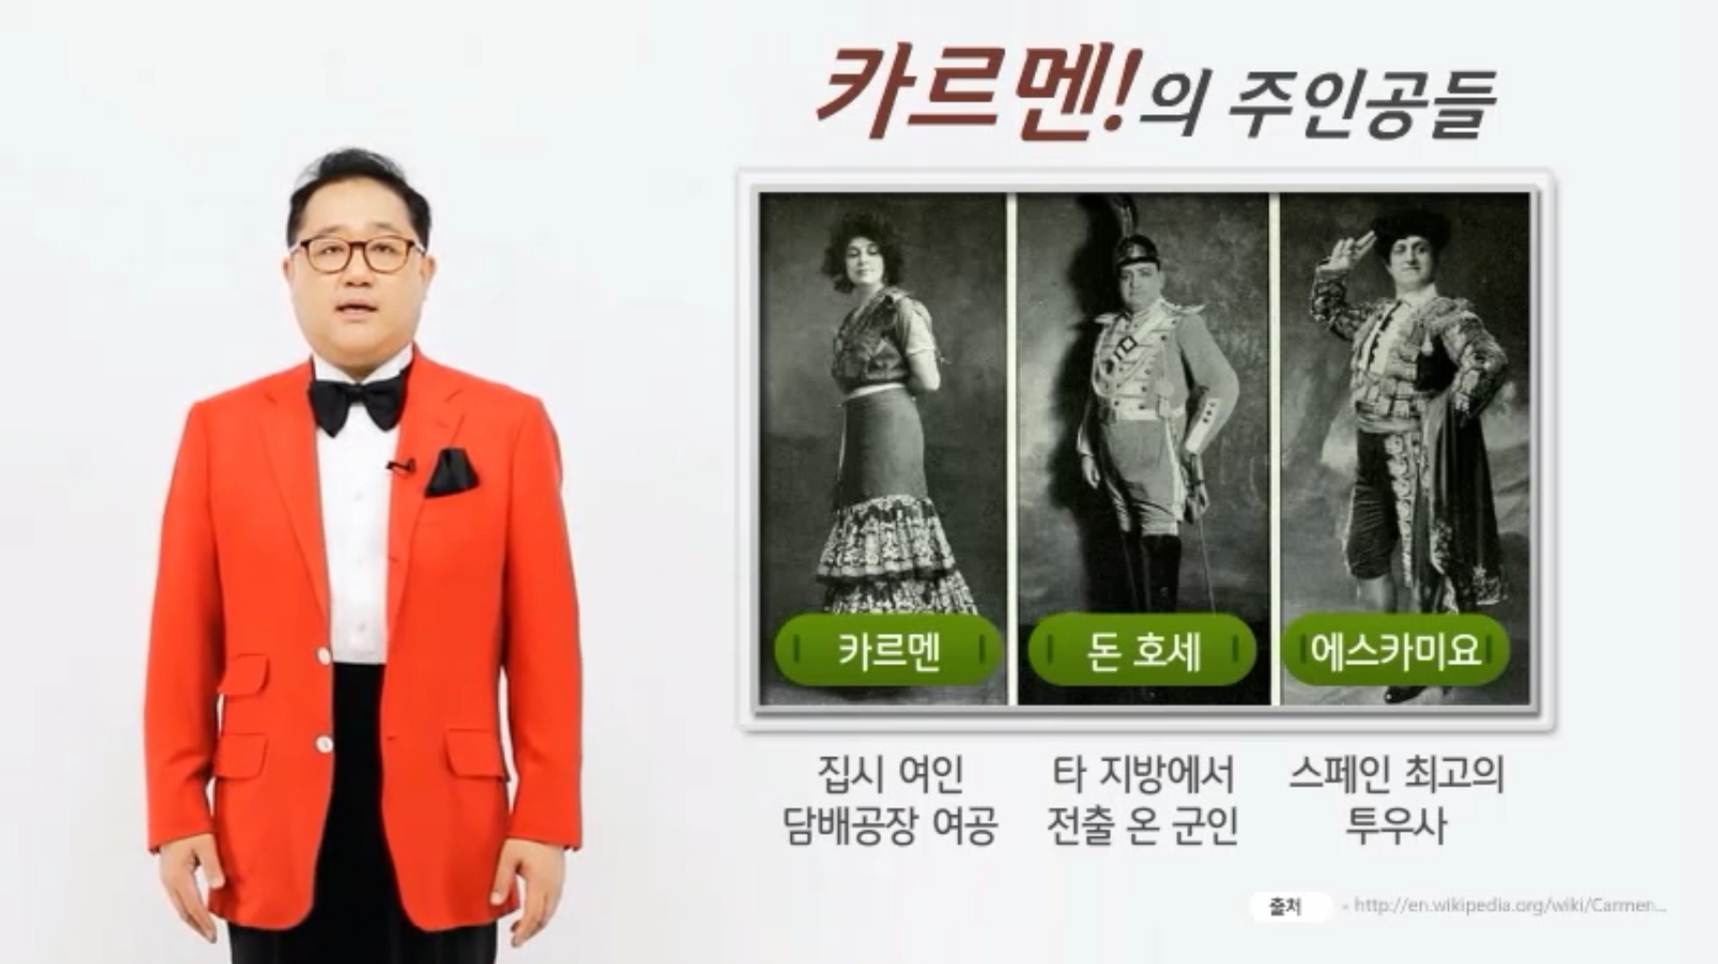 카르멘!의 주인공들
카르멘
돈 호세
에스카미요
집시 여인
담배공장 여공
타 지방에서
전출 온 군인
스페인 최고의
투우사
출처
- http://en.wikipedia.org/wiki/Carmen...